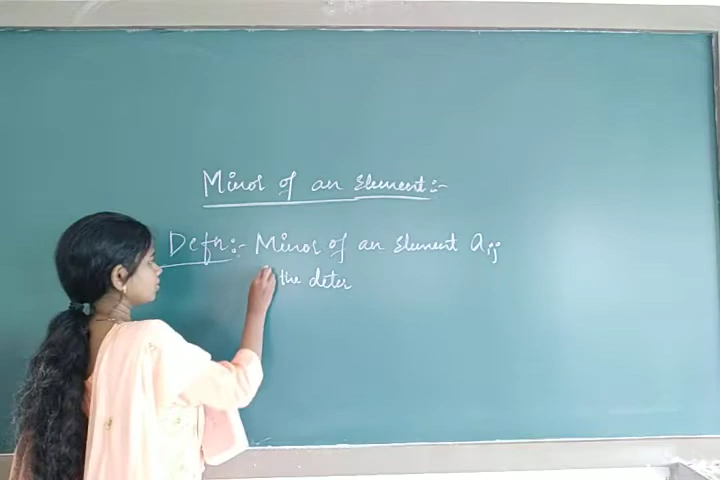 Minor of an Element:-
Defn:- Minor of an element aij
the deter